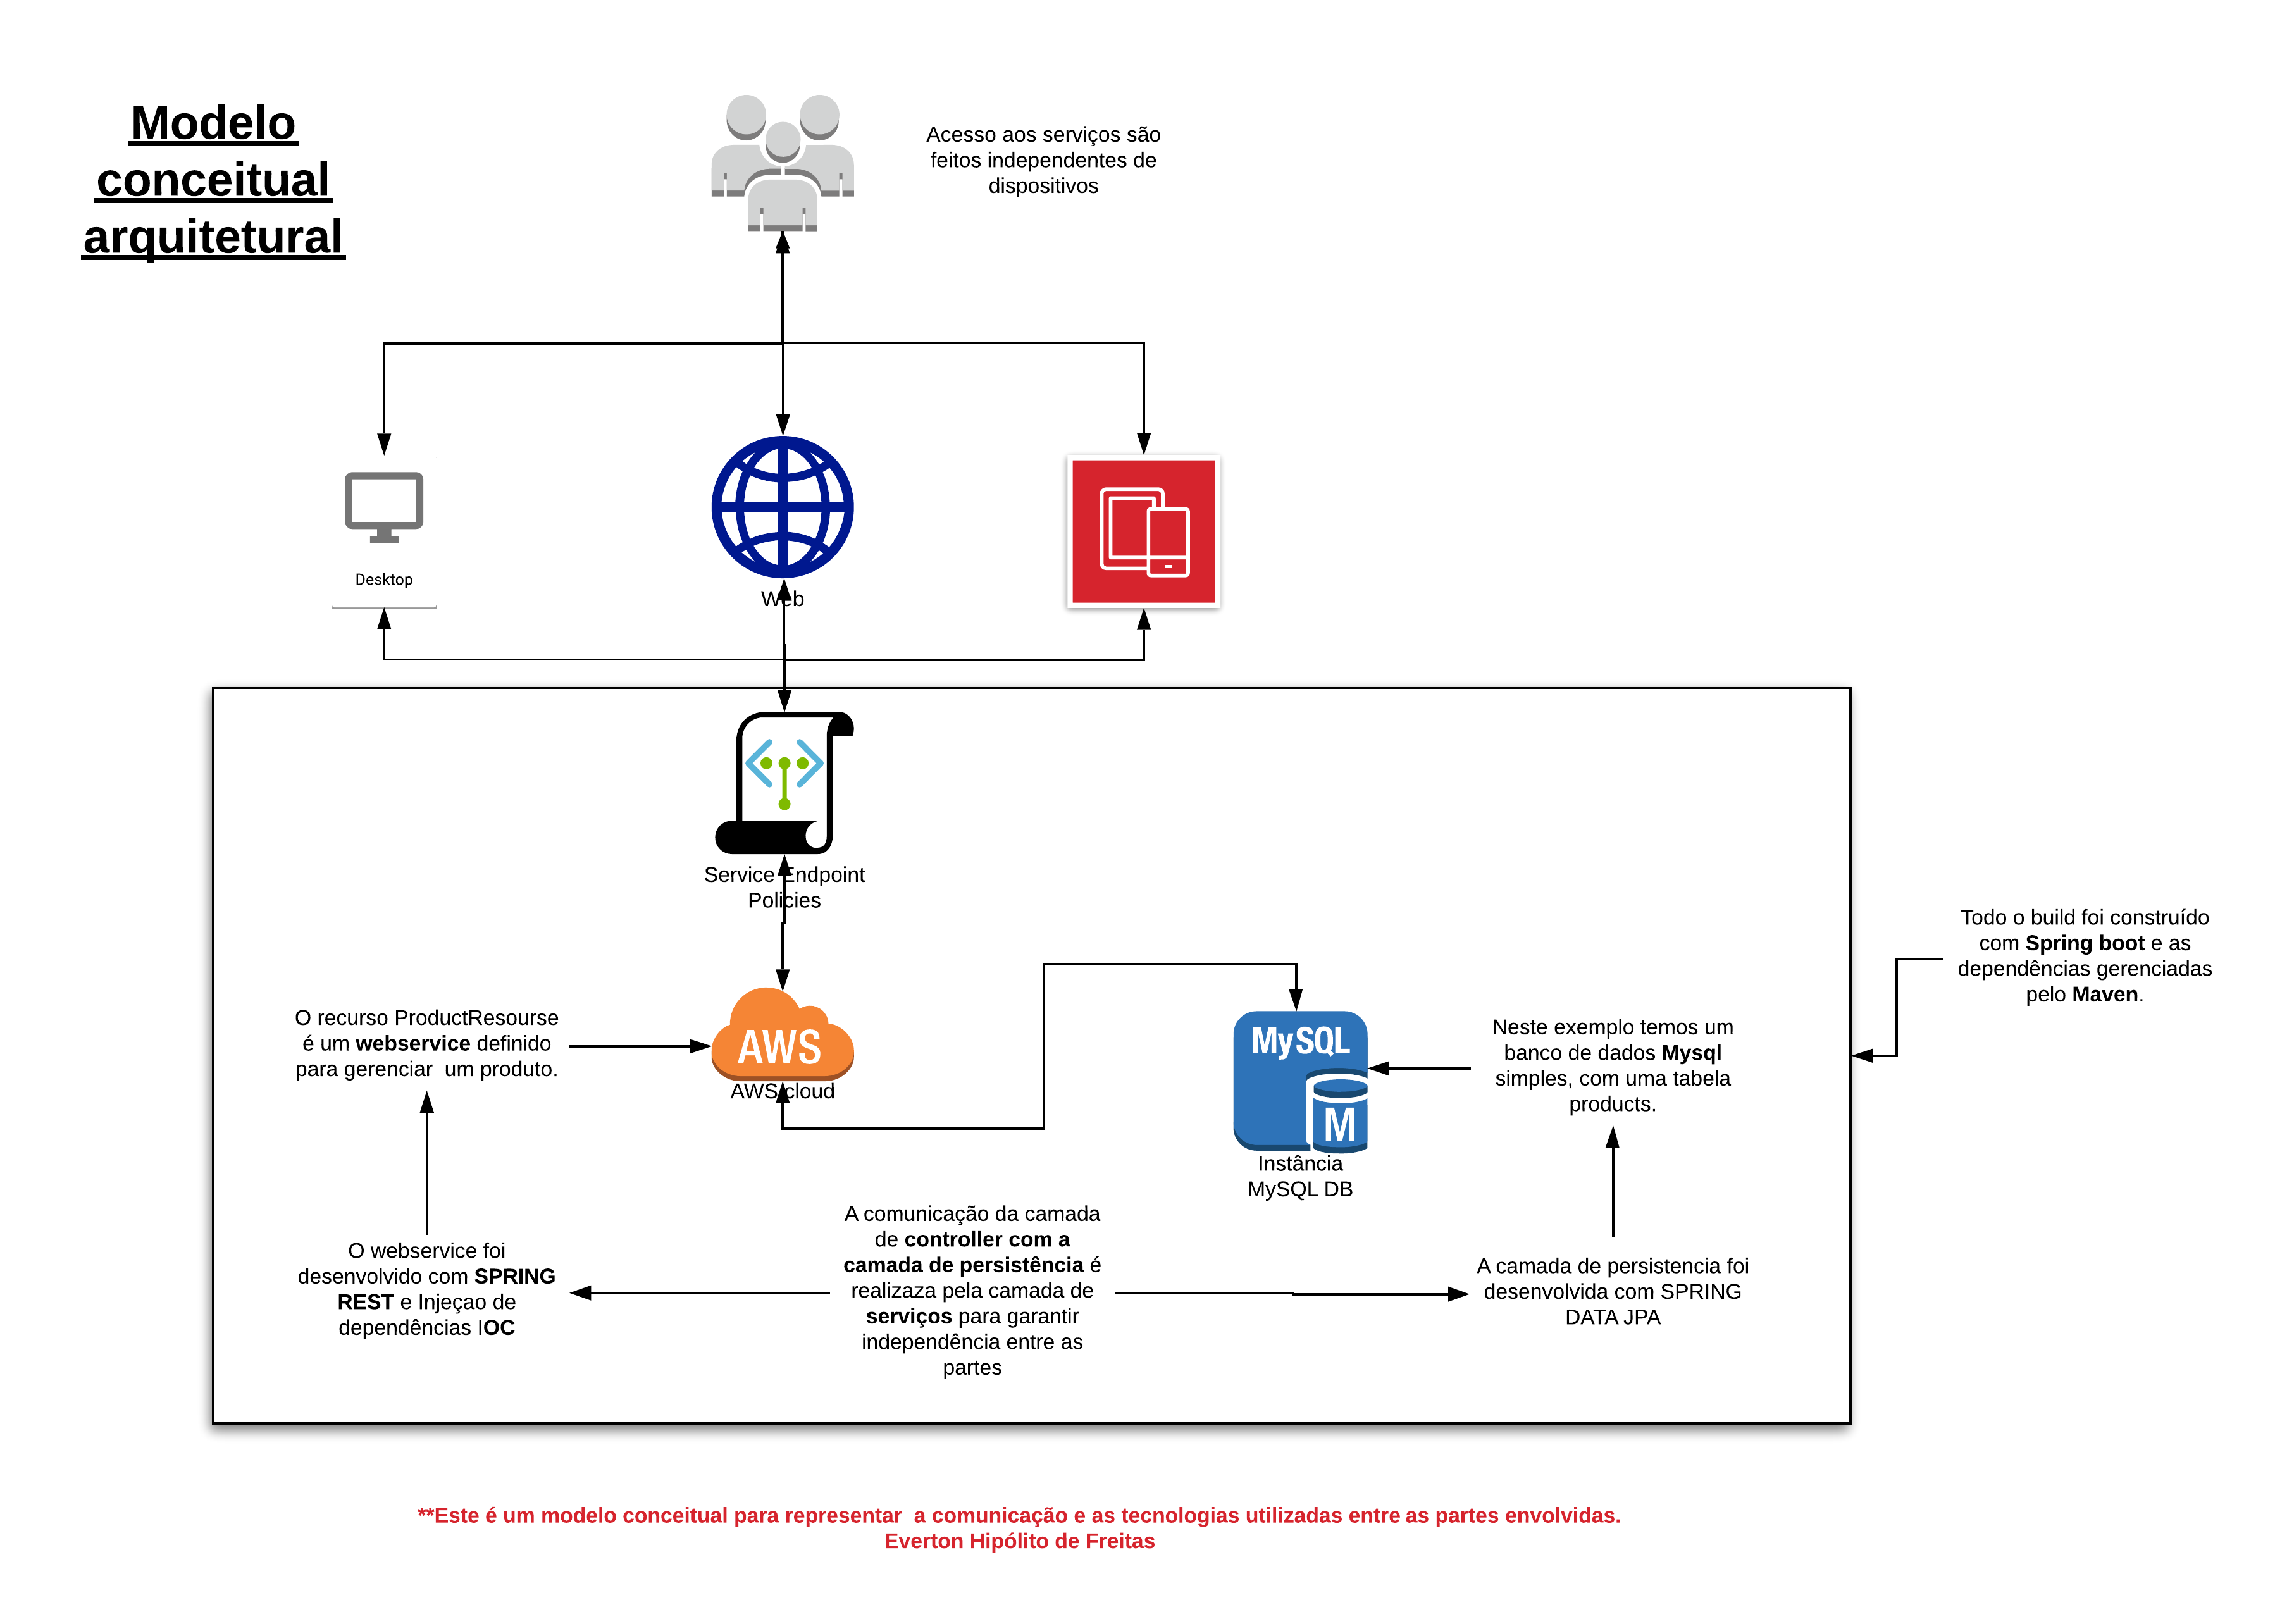 Modelo
conceitual
arquitetural
Acesso aos serviços são
feitos independentes de
dispositivos
Desktop
Web
Service Endpoint
Policies
Todo o build foi construído
com Spring boot e as
dependências gerenciadas
pelo Maven.
O recurso ProductResourse
é um webservice definido
para gerenciar  um produto.
AWS
AWS cloud
MySQL
M
Instância
MySQL DB
Neste exemplo temos um
banco de dados Mysql
simples, com uma tabela
products.
O webservice foi
desenvolvido com SPRING
REST e Injeçao de
dependências IOC
A comunicação da camada
de controller com a
camada de persistência é
realizaza pela camada de
serviços para garantir
independência entre as
partes
A camada de persistencia foi
desenvolvida com SPRING
DATA JPA
**Este é um modelo conceitual para representar  a comunicação e as tecnologias utilizadas entre as partes envolvidas.
Everton Hipólito de Freitas